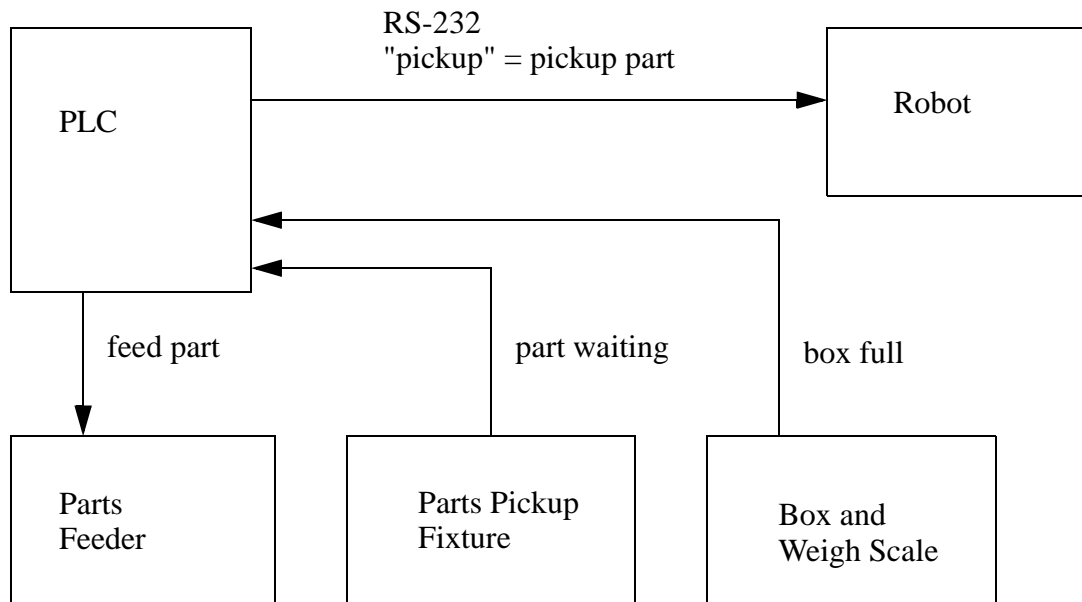 RS-232
"pickup" = pickup part
PLC
Robot
feed part
part waiting
box full
Parts
Feeder
Parts Pickup
Fixture
Box and
Weigh Scale